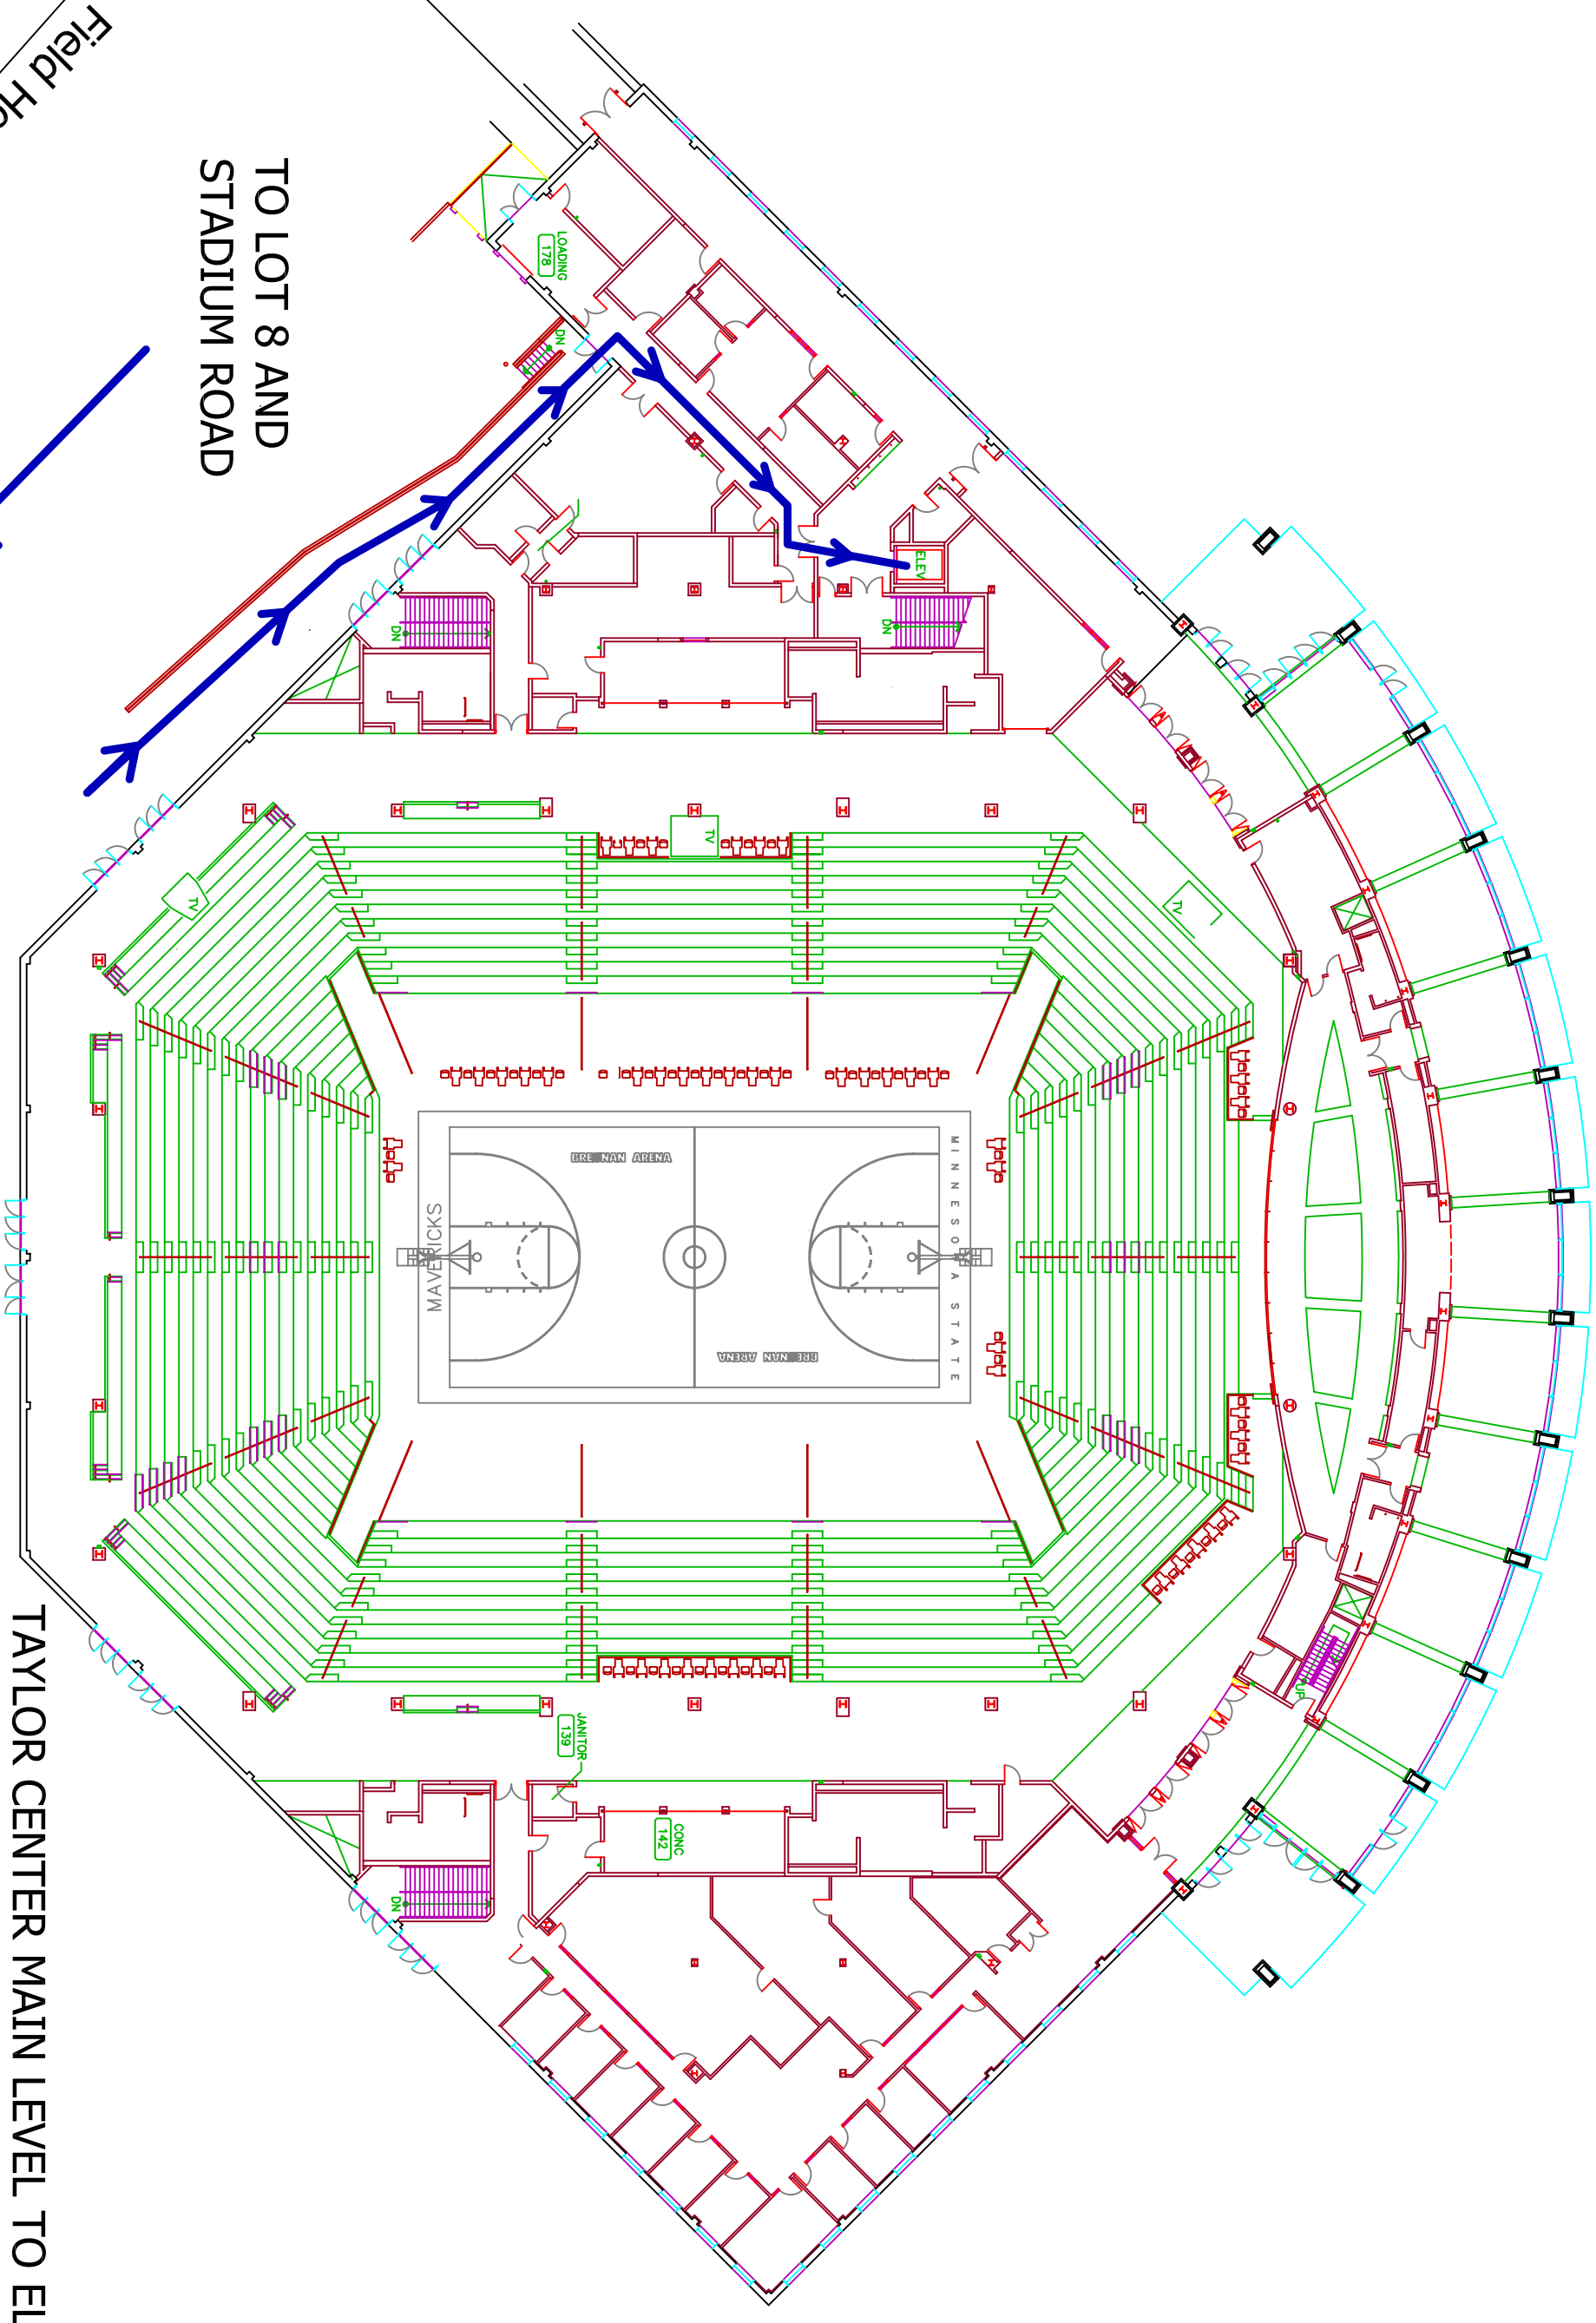 Field Ho
TO LOT 8 AND
STADIUM ROAD
LOADING
178
DN
ELEV
DN
DN
TV
TV
TV
BRENNAN ARENA
MINNESOTA STATE
MAVERICKS
BRENNAN ARENA
UP
JANITOR
139
CONC
142
DN
TAYLOR CENTER MAIN LEVEL TO EL